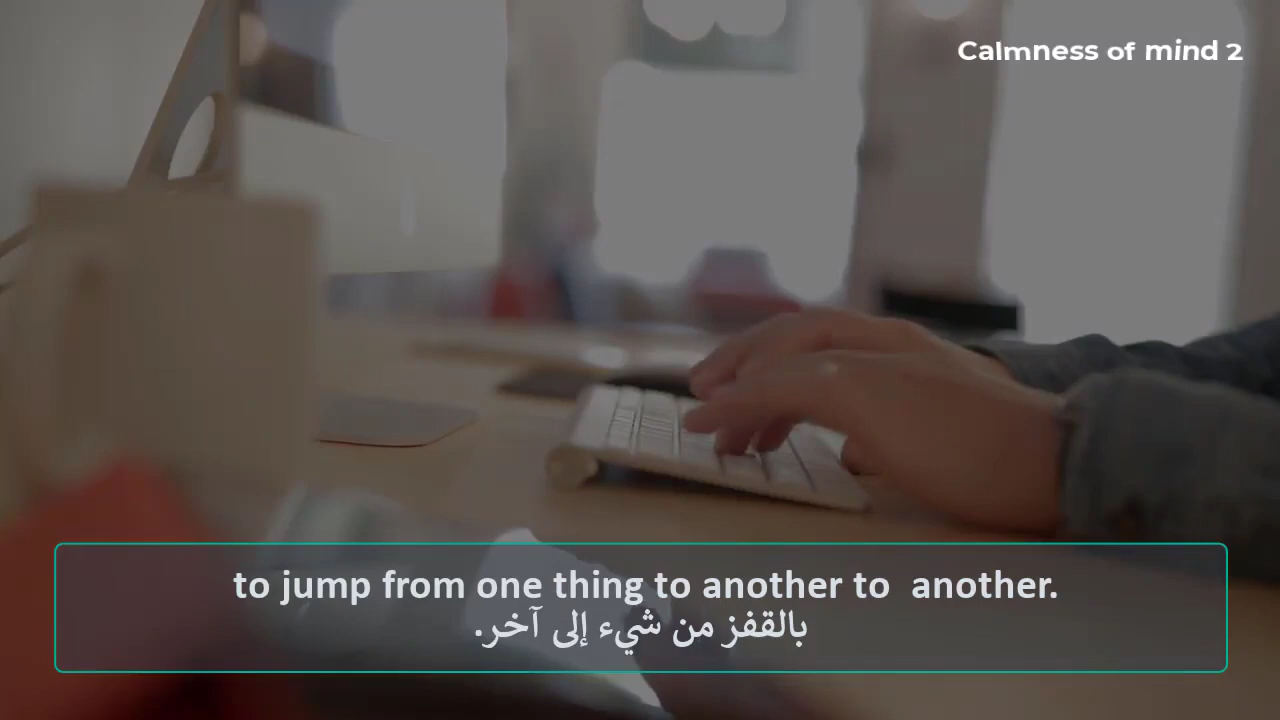 Calmness of mind 2
to jump from one thing to another to  another.
بالقفز من شيء إلى آخر.